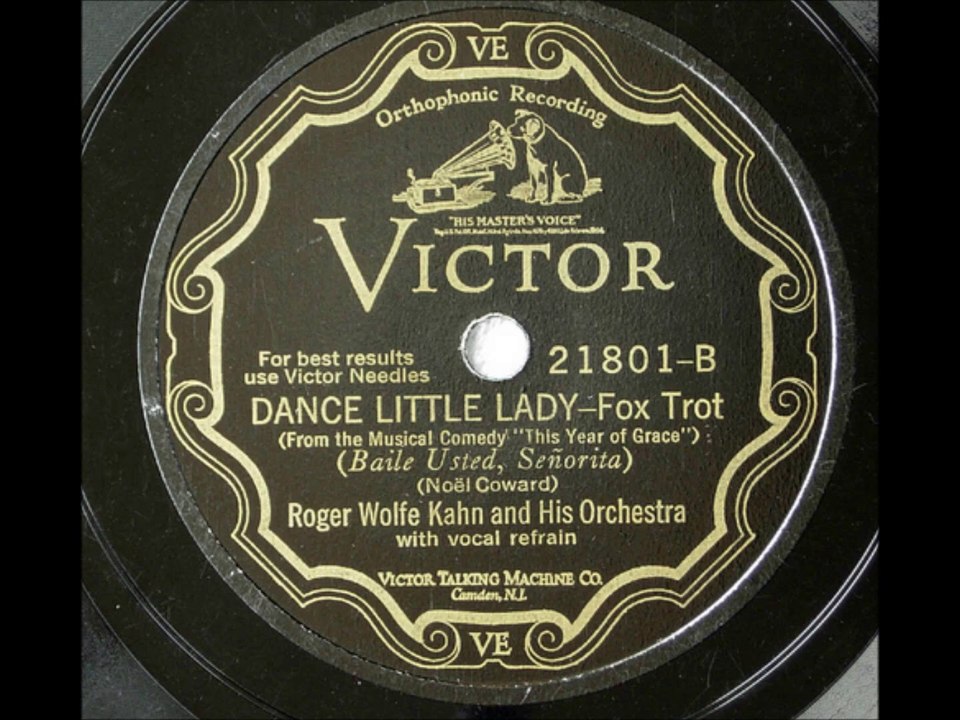 VE
Orthophonic Recording
"HIS MASTER'S VOICE"
VICTOR
For best results
use Victor Needles
21801-B
DANCE LITTLE LADY-Fox Trot
(From the Musical Comedy "This Year of Grace")
(Baile Usted, Señorita)
(Noël Coward)
Roger Wolfe Kahn and His Orchestra
with vocal refrain
VICTOR TALKING MACHINE CO.
Camden, N.J.
VE